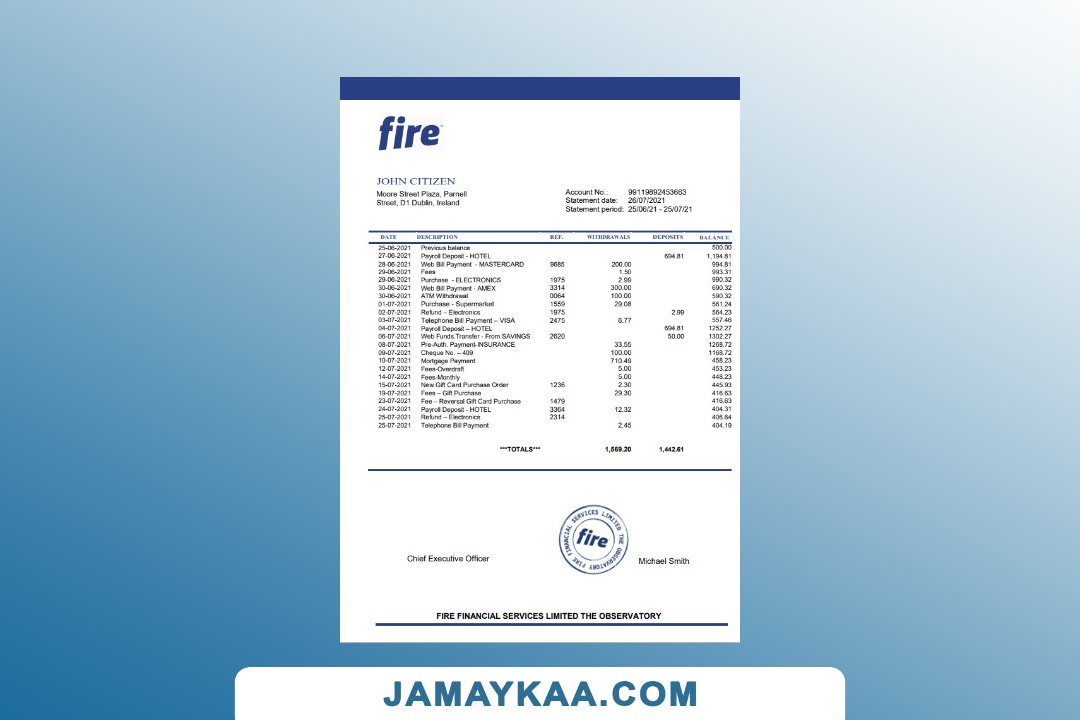 fire
JOHN CITIZEN
Moore Street Plaza, Parnell
Street, D1 Dublin, Ireland
Account No.: 99119892453663
Statement date: 26/07/2021
Statement period: 25/06/21 - 25/07/21
DATE DESCRIPTION REF. WITHDRAWALS DEPOSITS BALANCE
25-06-2021 Previous balance 500.00
27-06-2021 Payroll Deposit - HOTEL 694.81 1,194.81
28-06-2021 Web Bill Payment - MASTERCARD 9685 200.00 994.81
29-06-2021 Fees 1.50 993.31
29-06-2021 Purchase - ELECTRONICS 1975 2.99 990.32
30-06-2021 Web Bill Payment - AMEX 3314 300.00 690.32
30-06-2021 ATM Withdrawal 0064 100.00 590.32
01-07-2021 Purchase - Supermarket 1559 29.08 561.24
02-07-2021 Refund – Electronics 1975 2.99 564.23
03-07-2021 Telephone Bill Payment – VISA 2475 6.77 557.46
04-07-2021 Payroll Deposit – HOTEL 694.81 1252.27
06-07-2021 Web Funds Transfer - From SAVINGS 2620 50.00 1302.27
08-07-2021 Pre-Auth. Payment-INSURANCE 33.55 1268.72
09-07-2021 Cheque No. – 409 100.00 1168.72
10-07-2021 Mortgage Payment 710.49 458.23
12-07-2021 Fees-Overdraft 5.00 453.23
14-07-2021 Fees-Monthly 5.00 448.23
15-07-2021 New Gift Card Purchase Order 1236 2.30 445.93
19-07-2021 Fees – Gift Purchase 29.30 416.63
23-07-2021 Fee – Reversal Gift Card Purchase 1479 416.63
24-07-2021 Payroll Deposit - HOTEL 3364 12.32 404.31
25-07-2021 Refund – Electronics 2314 406.64
25-07-2021 Telephone Bill Payment 2.45 404.19
***TOTALS*** 1,569.20 1,442.61
FIRE FINANCIAL SERVICES LIMITED THE OBSERVATORY
fire
Chief Executive Officer
Michael Smith
FIRE FINANCIAL SERVICES LIMITED THE OBSERVATORY
JAMAYKAA.COM